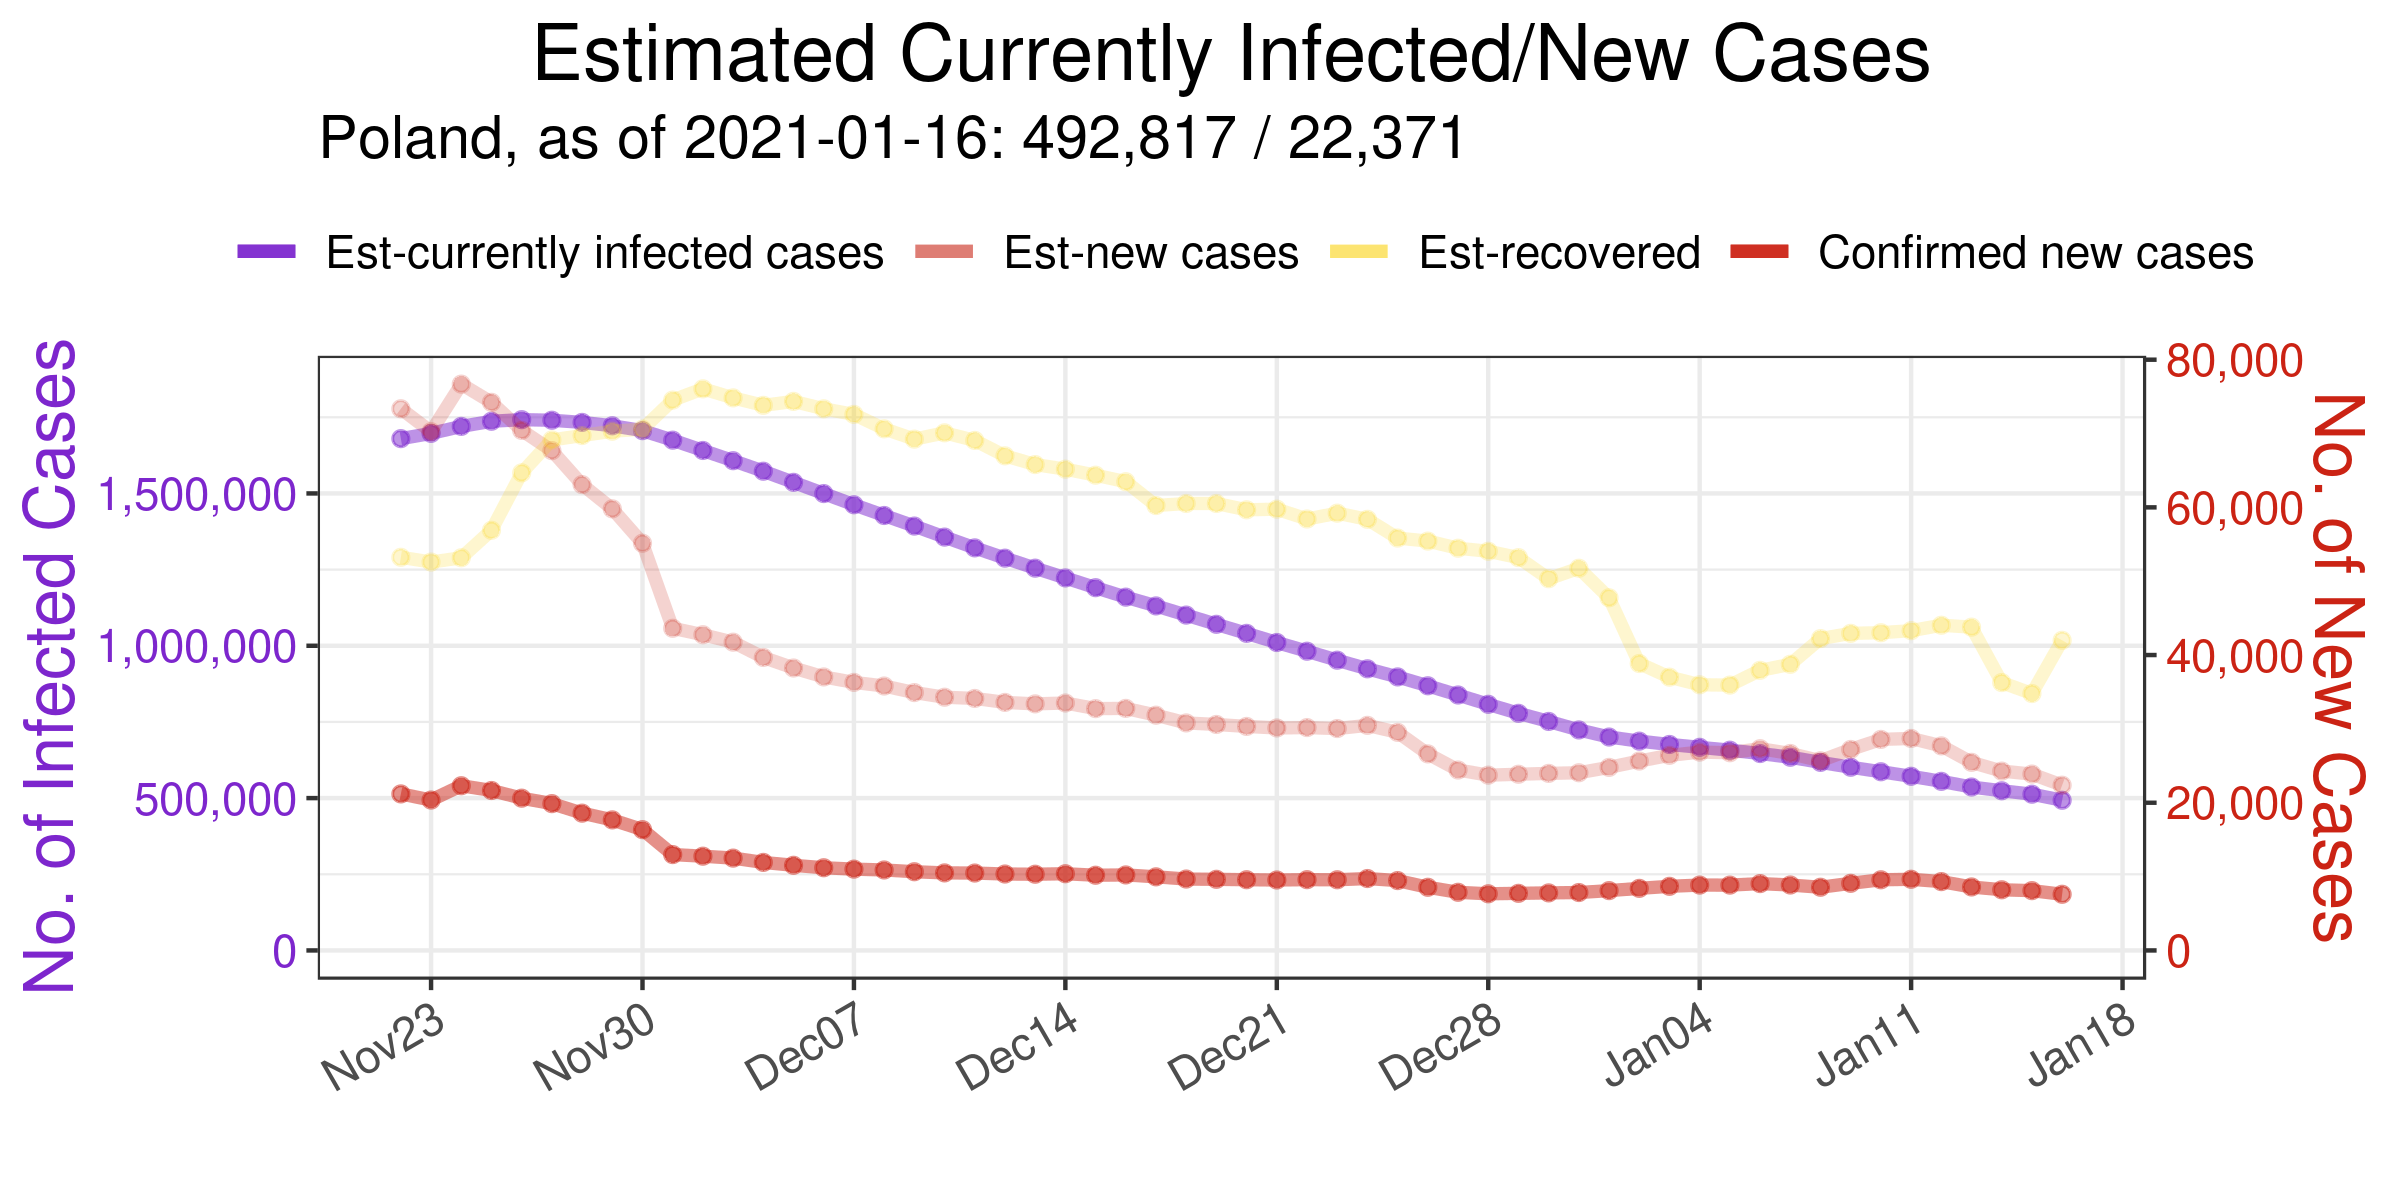 Estimated Currently Infected/New Cases
Poland, as of 2021-01-16: 492,817 / 22,371
Est-currently infected cases Est-new cases Est-recovered Confirmed new cases
No. of Infected Cases
1,500,000
1,000,000
500,000
0
80,000
60,000
40,000
20,000
0
No. of New Cases
Nov23 Nov30 Dec07 Dec14 Dec21 Dec28 Jan04 Jan11 Jan18